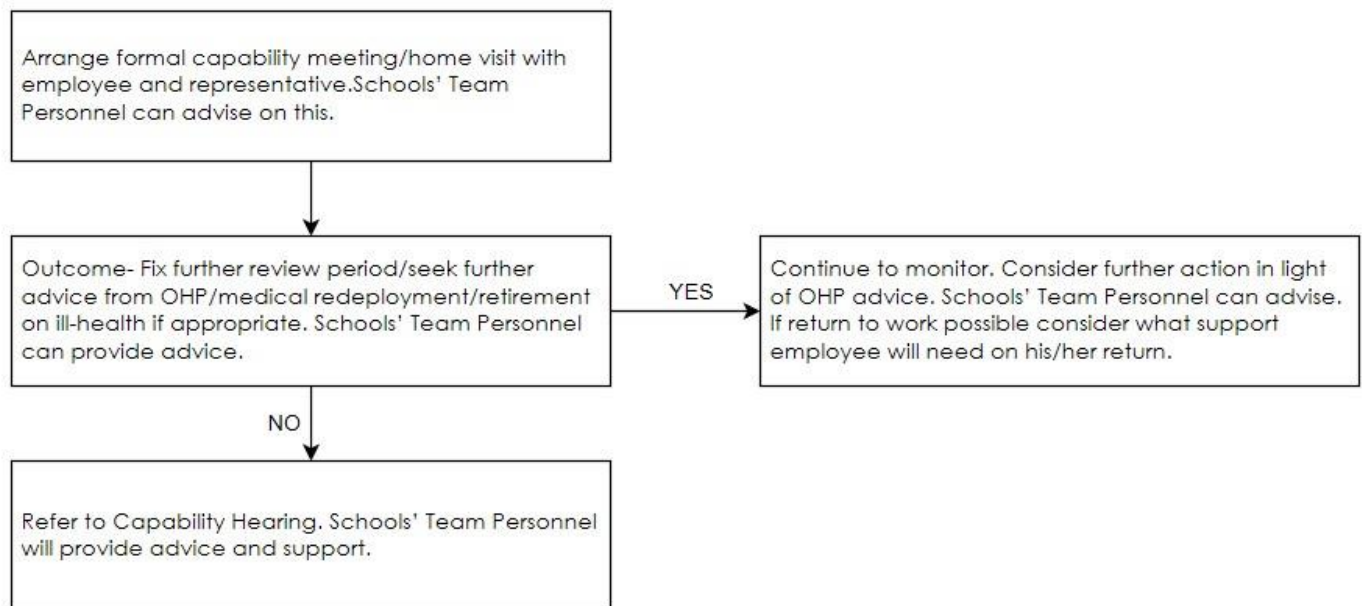 Arrange formal capability meeting/home visit with
employee and representative.Schools' Team
Personnel can advise on this.
Outcome- Fix further review period/seek further
advice from OHP/medical redeployment/retirement
on ill-health if appropriate. Schools' Team Personnel
can provide advice.
YES
Continue to monitor. Consider further action in light
of OHP advice. Schools' Team Personnel can advise.
If return to work possible consider what support
employee will need on his/her return.
NO
Refer to Capability Hearing. Schools' Team Personnel
will provide advice and support.